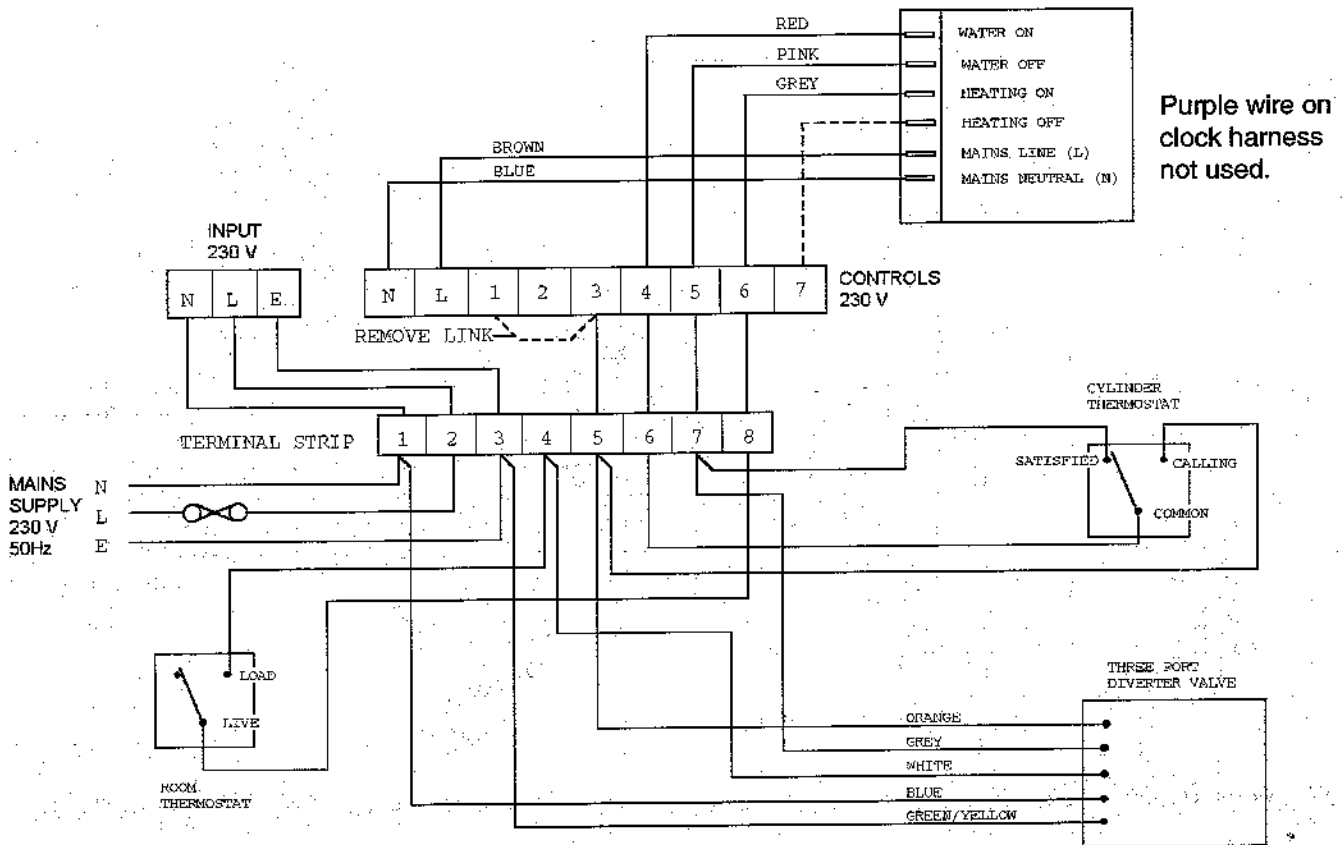 RED
WATER ON
PINK
WATER OFF
GREY
HEATING ON
HEATING OFF
BROWN
MAINS LINE (L)
BLUE
MAINS NEUTRAL (N)
Purple wire on
clock harness
not used.
INPUT
230 V
N L E
N L 1 2 3 4 5 6 7
CONTROLS
230 V
REMOVE LINK
TERMINAL STRIP
1 2 3 4 5 6 7 8
CYLINDER
THERMOSTAT
SATISFIED
CALLING
COMMON
MAINS
SUPPLY
230 V
50Hz
N
L
E
LOAD
LIVE
ROOM
THERMOSTAT
THREE PORT
DIVERTER VALVE
ORANGE
GREY
WHITE
BLUE
GREEN/YELLOW